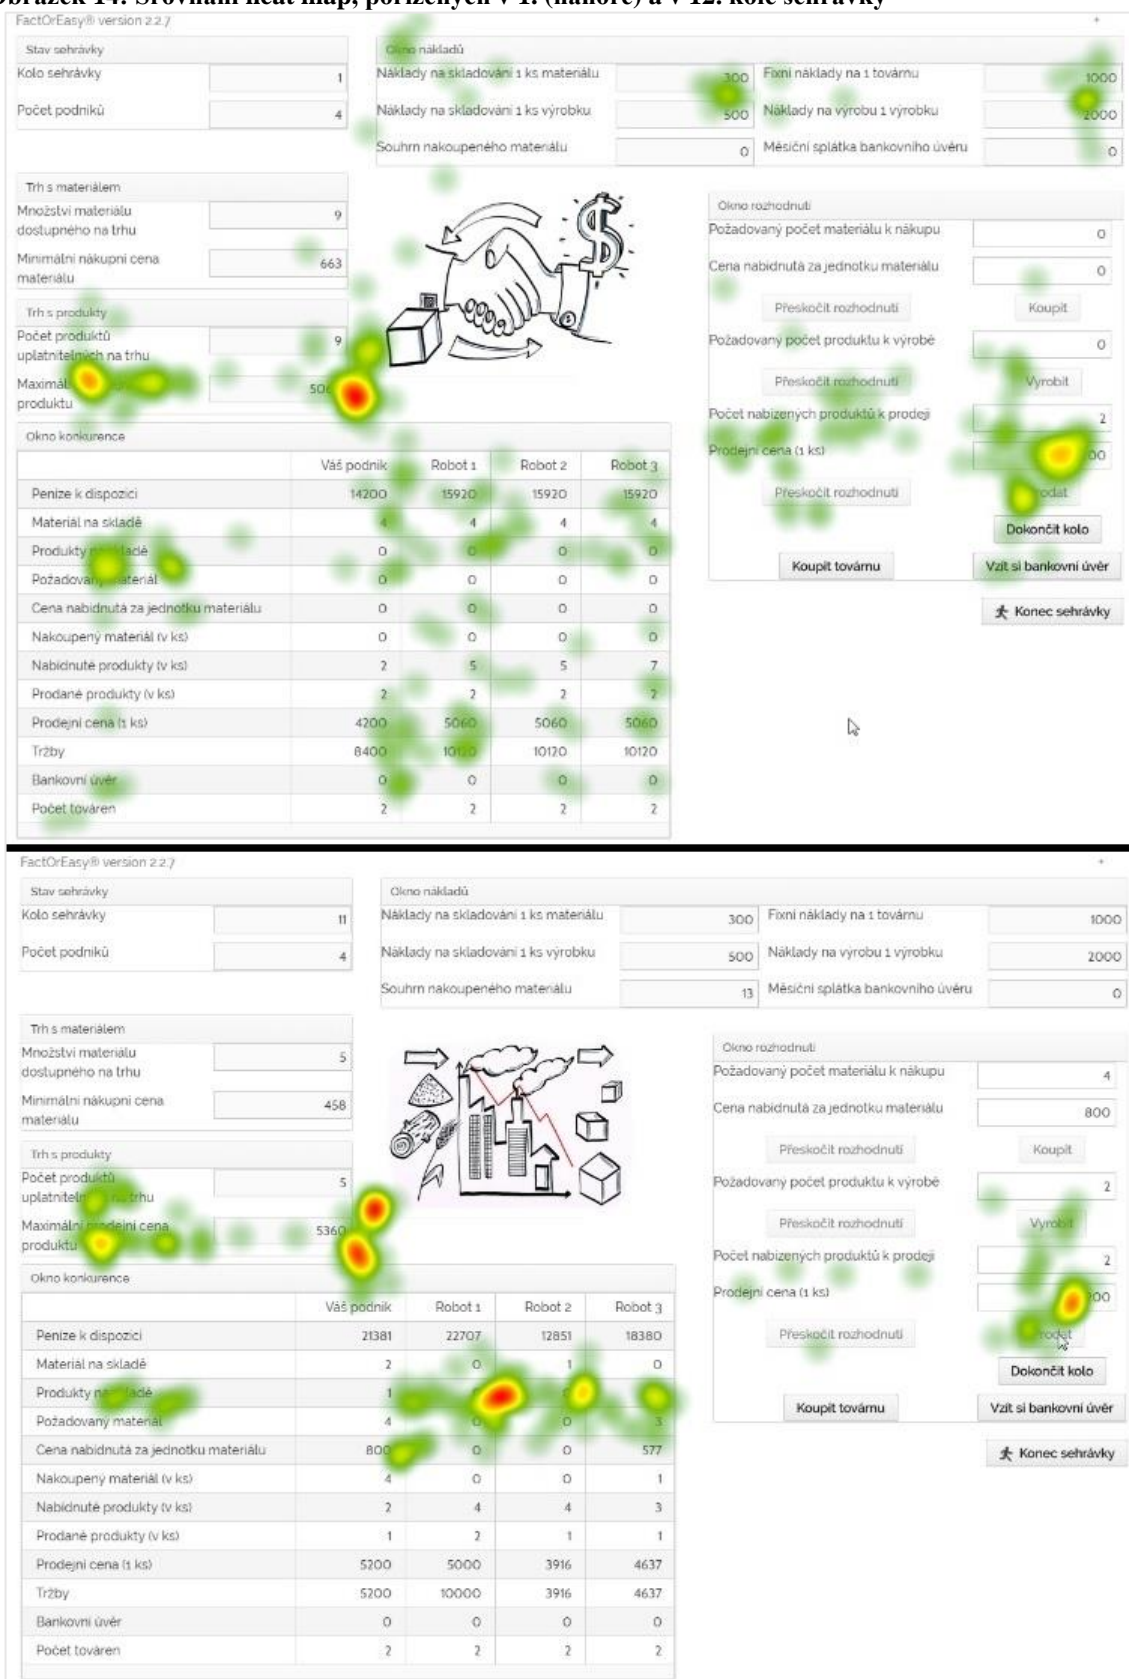 Obrázek 14: Srovnání heat map, pořízených v 1. (nahoře) a v 12. kole sehrávky
FactOrEasy® version 2.2.7
Stav sehrávky
Kolo sehrávky 1
Počet podniků 4
Okno nákladů
Náklady na skladování 1 ks materiálu 300 Fixní náklady na 1 továrnu 1000
Náklady na skladování 1 ks výrobku 500 Náklady na výrobu 1 výrobku 2000
Souhrn nakoupeného materiálu 0 Měsíční splátka bankovního úvěru 0
Trh s materiálem
Množství materiálu
dostupného na trhu 9
Minimální nákupní cena
materiálu 663
Trh s produkty
Počet produktů
uplatnitelných na trhu 9
produktu
Okno rozhodnutí
Požadovaný počet materiálu k nákupu 0
Cena nabídnutá za jednotku materiálu 0
Přeskočit rozhodnutí Koupit
Požadovaný počet produktu k výrobě 0
Přeskočit rozhodnutí Vyrobit
Počet nabízených produktů k prodeji 2
Prodejní cena (1 ks)
Přeskočit rozhodnutí
Dokončit kolo
Koupit továrnu Vzít si bankovní úvěr
Konec sehrávky
Okno konkurence
Váš podnik Robot 1 Robot 2 Robot 3
Peníze k dispozici 14200 15920 15920 15920
Materiál na skladě 4 4 4 4
Produkty 0 0 0 0
Požadovaný materiál 0 0 0 0
Cena nabídnutá za jednotku materiálu 0 0 0 0
Nakoupený materiál (v ks) 0 0 0 0
Nabídnuté produkty (v ks) 2 5 5 7
Prodané produkty (v ks) 2 2 2 2
Prodejní cena (1 ks) 4200 5060 5060 5060
Tržby 8400 10120 10120 10120
Bankovní úvěr 0 0 0 0
Počet továren 2 2 2 2
FactOrEasy® version 2.2.7
Stav sehrávky
Kolo sehrávky 11
Počet podniků 4
Okno nákladů
Náklady na skladování 1 ks materiálu 300 Fixní náklady na 1 továrnu 1000
Náklady na skladování 1 ks výrobku 500 Náklady na výrobu 1 výrobku 2000
Souhrn nakoupeného materiálu 13 Měsíční splátka bankovního úvěru 0
Trh s materiálem
Množství materiálu
dostupného na trhu 5
Minimální nákupní cena
materiálu 458
Trh s produkty
Počet produktů
trhu 5
Maximální prodejní cena
produktu 5360
Okno rozhodnutí
Požadovaný počet materiálu k nákupu 4
Cena nabídnutá za jednotku materiálu 800
Přeskočit rozhodnutí Koupit
Požadovaný počet produktu k výrobě 2
Přeskočit rozhodnutí Vyrobit
Počet nabízených produktů k prodeji 2
Prodejní cena (1 ks)
Přeskočit rozhodnutí
Dokončit kolo
Koupit továrnu Vzít si bankovní úvěr
Konec sehrávky
Okno konkurence
Váš podnik Robot 1 Robot 2 Robot 3
Peníze k dispozici 21381 22707 12851 18380
Materiál na skladě 2 0 1 0
Produkty 1
Požadovaný materiál 4 0 0 3
Cena nabídnutá za jednotku materiálu 800 0 0 577
Nakoupený materiál (v ks) 4 0 0 1
Nabídnuté produkty (v ks) 2 4 4 3
Prodané produkty (v ks) 1 2 1 1
Prodejní cena (1 ks) 5200 5000 3916 4637
Tržby 5200 10000 3916 4637
Bankovní úvěr 0 0 0 0
Počet továren 2 2 2 2